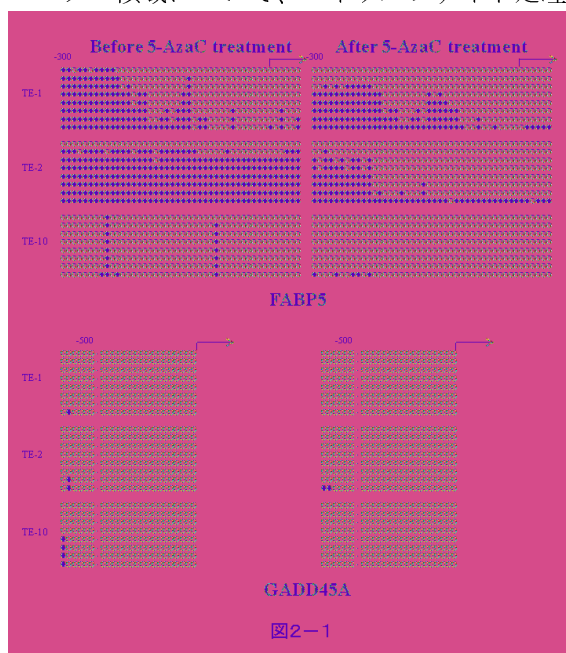 Before 5-AzaC treatment
After 5-AzaC treatment
-300
-300
TE-1
TE-2
TE-10
FABP5
-500
-500
TE-1
TE-2
TE-10
GADD45A
図2－1